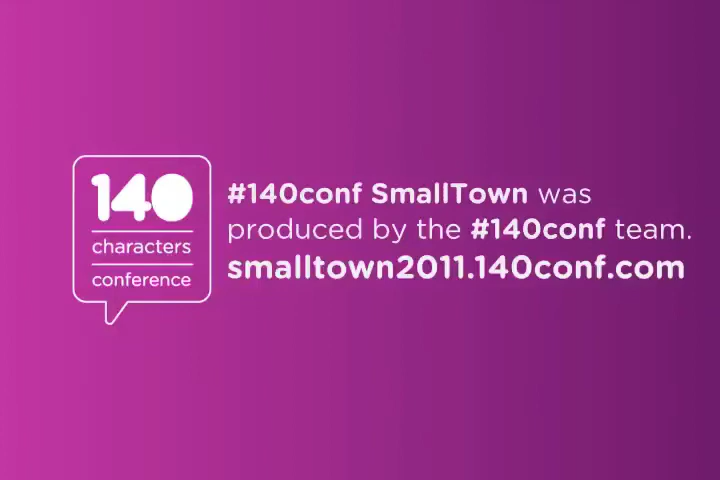 140
characters
conference
#140conf SmallTown was
produced by the #140conf team.
smalltown2011.140conf.com